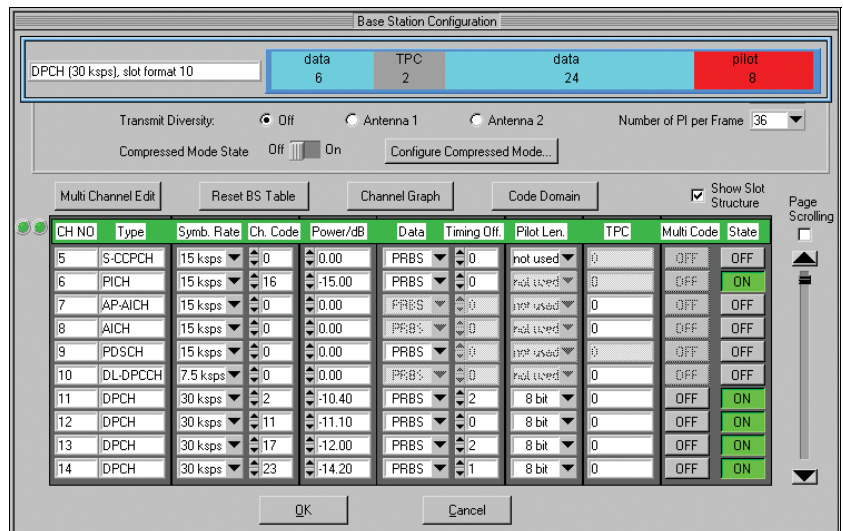 Base Station Configuration
DPCH (30 ksps), slot format 10
data TPC data pilot
6 2 24 8
Transmit Diversity: Off Antenna 1 Antenna 2 Number of PI per Frame 36
Compressed Mode State Off On Configure Compressed Mode...
Multi Channel Edit Reset BS Table Channel Graph Code Domain Show Slot Structure Page Scrolling
CH NO Type Symb. Rate Ch. Code Power/dB Data Timing Off. Pilot Len. TPC Multi Code State
5 S-CCPCH 15 ksps 0 0.00 PRBS 0 not used 0 OFF OFF
6 PICH 15 ksps 16 -15.00 PRBS 0 not used 0 OFF ON
7 AP-AICH 15 ksps 0 0.00 PRBS 0 not used 0 OFF OFF
8 AICH 15 ksps 0 0.00 PRBS 0 not used 0 OFF OFF
9 PDSCH 15 ksps 0 0.00 PRBS 0 not used 0 OFF OFF
10 DL-DPCCH 7.5 ksps 0 0.00 PRBS 0 not used 0 OFF OFF
11 DPCH 30 ksps 2 -10.40 PRBS 2 8 bit 0 OFF ON
12 DPCH 30 ksps 11 -11.10 PRBS 0 8 bit 0 OFF ON
13 DPCH 30 ksps 17 -12.00 PRBS 2 8 bit 0 OFF ON
14 DPCH 30 ksps 23 -14.20 PRBS 1 8 bit 0 OFF ON
OK Cancel